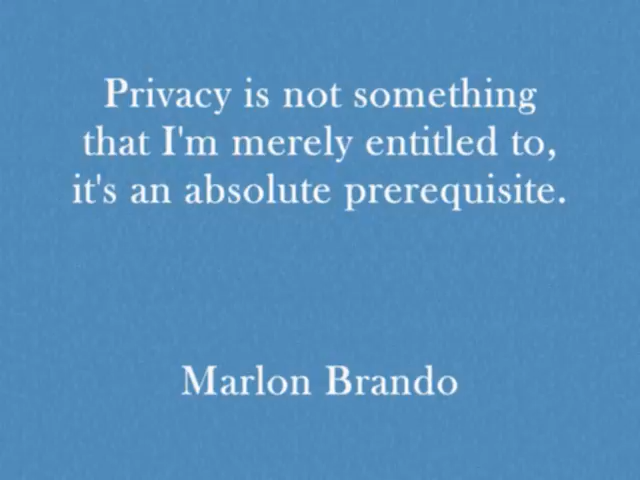 Privacy is not something
that I'm merely entitled to,
it's an absolute prerequisite.
Marlon Brando